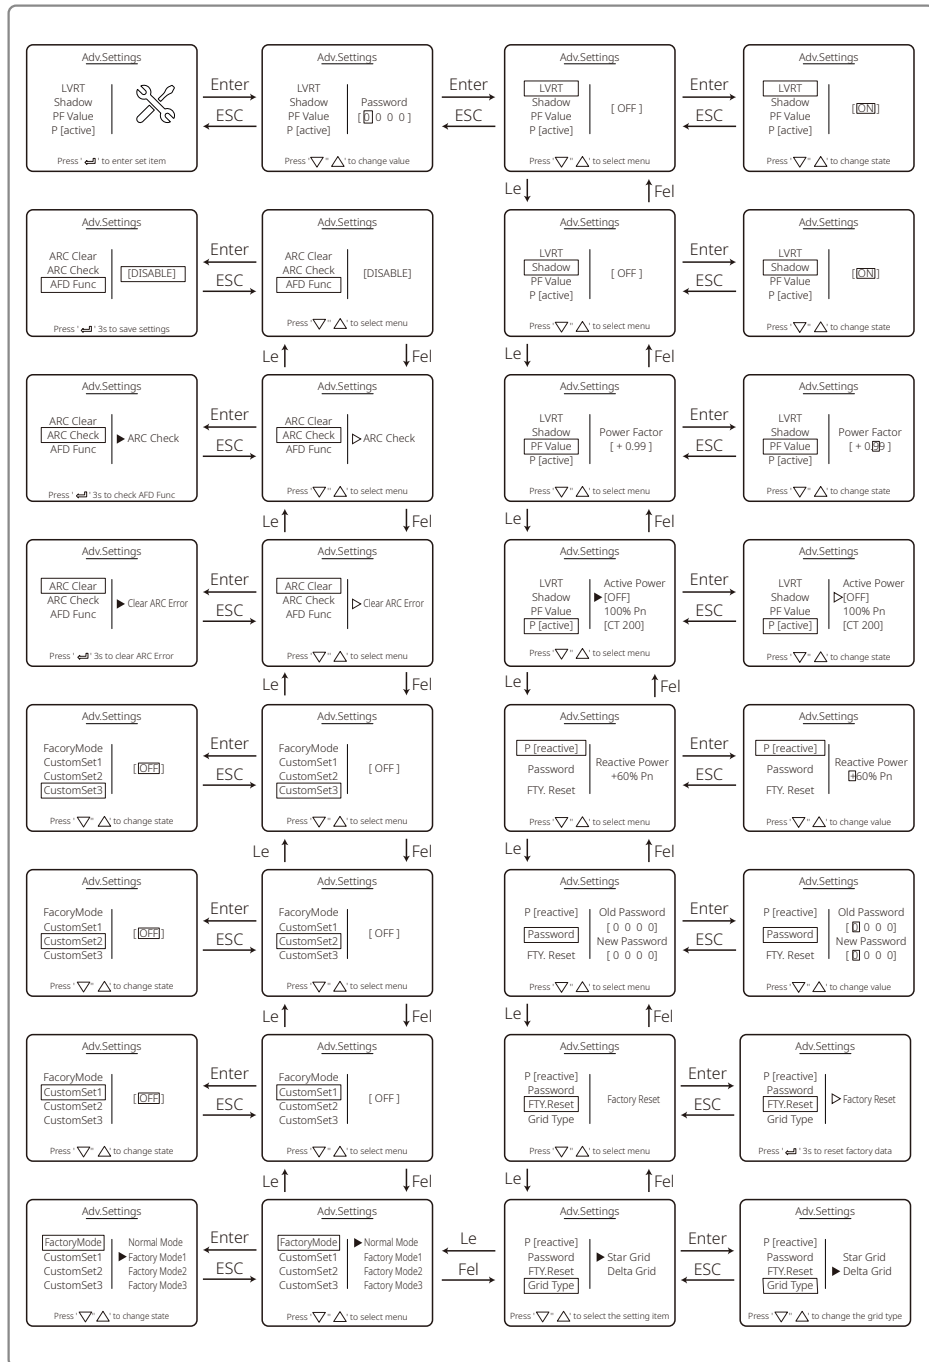 Adv.Settings
LVRT
Shadow
PF Value
P [active]
Press ' ' to enter set item
Enter
ESC
Adv.Settings
LVRT
Shadow
PF Value
P [active]
Password
[ 0 0 0 0 ]
Press '▽'' △' to change value
Enter
ESC
Adv.Settings
LVRT
Shadow
PF Value
P [active]
[ OFF ]
Press '▽'' △' to select menu
Enter
ESC
Adv.Settings
LVRT
Shadow
PF Value
P [active]
[ON]
Press '▽'' △' to change state
Le
Fel
Adv.Settings
ARC Clear
ARC Check
AFD Func
[DISABLE]
Press ' ' 3s to save settings
Enter
ESC
Adv.Settings
ARC Clear
ARC Check
AFD Func
[DISABLE]
Press '▽'' △' to select menu
Adv.Settings
LVRT
Shadow
PF Value
P [active]
[ OFF ]
Press '▽'' △' to select menu
Enter
ESC
Adv.Settings
LVRT
Shadow
PF Value
P [active]
[ON]
Press '▽'' △' to change state
Le
Fel
Le
Fel
Adv.Settings
ARC Clear
ARC Check
AFD Func
▶ ARC Check
Press ' ' 3s to check AFD Func
Enter
ESC
Adv.Settings
ARC Clear
ARC Check
AFD Func
▷ ARC Check
Press '▽'' △' to select menu
Adv.Settings
LVRT
Shadow
PF Value
P [active]
Power Factor
[ + 0.99 ]
Press '▽'' △' to select menu
Enter
ESC
Adv.Settings
LVRT
Shadow
PF Value
P [active]
Power Factor
[ + 0.99 ]
Press '▽'' △' to change state
Le
Fel
Le
Fel
Adv.Settings
ARC Clear
ARC Check
AFD Func
▶ Clear ARC Error
Press ' ' 3s to clear ARC Error
Enter
ESC
Adv.Settings
ARC Clear
ARC Check
AFD Func
▷ Clear ARC Error
Press '▽'' △' to select menu
Adv.Settings
LVRT
Shadow
PF Value
P [active]
Active Power
▶[OFF]
100% Pn
[CT 200]
Press '▽'' △' to select menu
Enter
ESC
Adv.Settings
LVRT
Shadow
PF Value
P [active]
Active Power
▷[OFF]
100% Pn
[CT 200]
Press '▽'' △' to change state
Le
Fel
Le
Fel
Adv.Settings
FacoryMode
CustomSet1
CustomSet2
CustomSet3
[OFF]
Press '▽'' △' to change state
Enter
ESC
Adv.Settings
FacoryMode
CustomSet1
CustomSet2
CustomSet3
[ OFF ]
Press '▽'' △' to select menu
Adv.Settings
P [reactive]
Password
FTY. Reset
Reactive Power
+60% Pn
Press '▽'' △' to select menu
Enter
ESC
Adv.Settings
P [reactive]
Password
FTY. Reset
Reactive Power
+60% Pn
Press '▽'' △' to change value
Le
Fel
Le
Fel
Adv.Settings
FacoryMode
CustomSet1
CustomSet2
CustomSet3
[OFF]
Press '▽'' △' to change state
Enter
ESC
Adv.Settings
FacoryMode
CustomSet1
CustomSet2
CustomSet3
[ OFF ]
Press '▽'' △' to select menu
Adv.Settings
P [reactive]
Password
FTY. Reset
Old Password
[ 0 0 0 0]
New Password
[ 0 0 0 0]
Press '▽'' △' to select menu
Enter
ESC
Adv.Settings
P [reactive]
Password
FTY. Reset
Old Password
[ 0 0 0 0]
New Password
[ 0 0 0 0]
Press '▽'' △' to change value
Le
Fel
Le
Fel
Adv.Settings
FacoryMode
CustomSet1
CustomSet2
CustomSet3
[OFF]
Press '▽'' △' to change state
Enter
ESC
Adv.Settings
FacoryMode
CustomSet1
CustomSet2
CustomSet3
[ OFF ]
Press '▽'' △' to select menu
Adv.Settings
P [reactive]
Password
FTY.Reset
Grid Type
Factory Reset
Press '▽'' △' to select menu
Enter
ESC
Adv.Settings
P [reactive]
Password
FTY.Reset
Grid Type
▷ Factory Reset
Press ' ' 3s to reset factory data
Le
Fel
Le
Fel
Adv.Settings
FactoryMode
CustomSet1
CustomSet2
CustomSet3
Normal Mode
▶ Factory Mode1
Factory Mode2
Factory Mode3
Press '▽'' △' to change state
Enter
ESC
Adv.Settings
FactoryMode
CustomSet1
CustomSet2
CustomSet3
▶ Normal Mode
Factory Mode1
Factory Mode2
Factory Mode3
Press '▽'' △' to select menu
Le
Fel
Adv.Settings
P [reactive]
Password
FTY.Reset
Grid Type
▶ Star Grid
Delta Grid
Press '▽'' △' to select the setting item
Enter
ESC
Adv.Settings
P [reactive]
Password
FTY.Reset
Grid Type
Star Grid
▶ Delta Grid
Press '▽'' △' to change the grid type